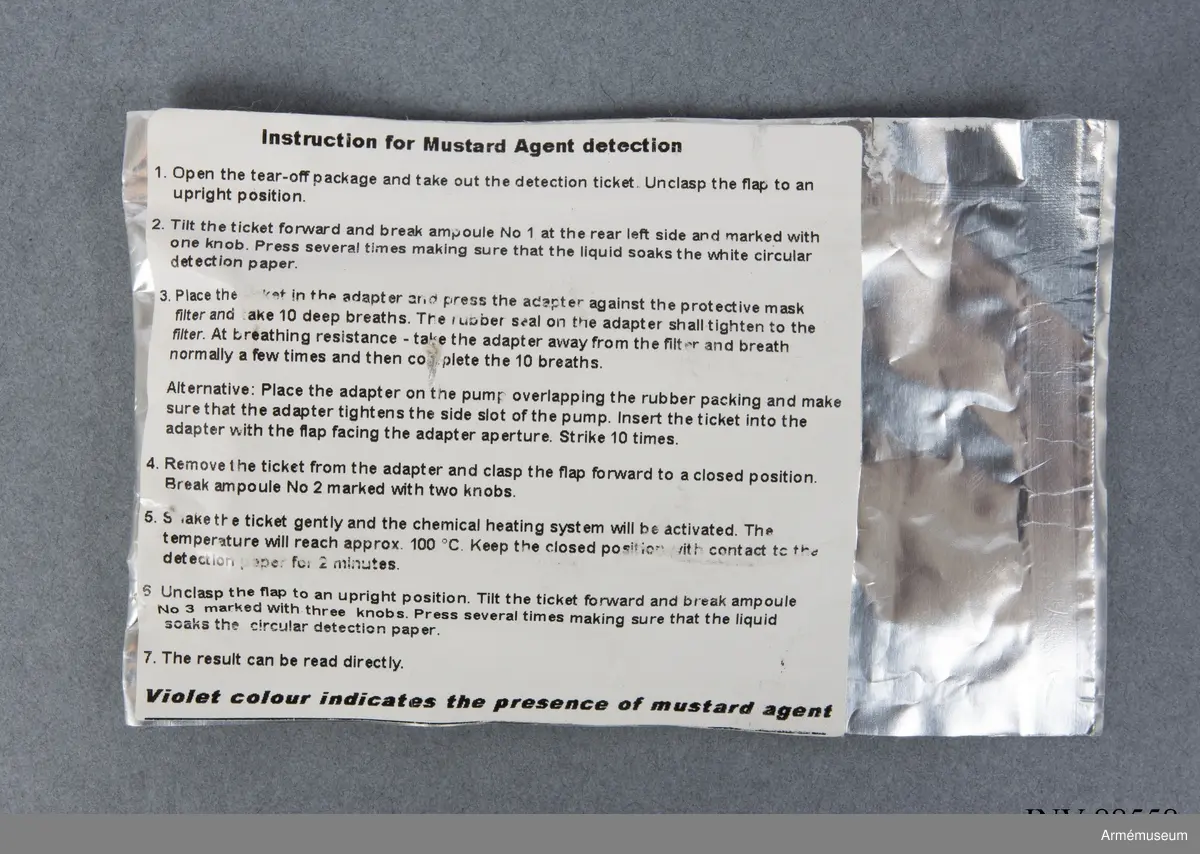 Instruction for Mustard Agent detection
1. Open the tear-off package and take out the detection ticket. Unclasp the flap to an
upright position.
2. Tilt the ticket forward and break ampoule No 1 at the rear left side and marked with
one knob. Press several times making sure that the liquid soaks the white circular
detection paper.
3. Place the ticket in the adapter and press the adapter against the protective mask
filter and take 10 deep breaths. The rubber seal on the adapter shall tighten to the
filter. At breathing resistance - take the adapter away from the filter and breath
normally a few times and then complete the 10 breaths.
Alternative: Place the adapter on the pump overlapping the rubber packing and make
sure that the adapter tightens the side slot of the pump. Insert the ticket into the
adapter with the flap facing the adapter aperture. Strike 10 times.
4. Remove the ticket from the adapter and clasp the flap forward to a closed position.
Break ampoule No 2 marked with two knobs.
5. Shake the ticket gently and the chemical heating system will be activated. The
temperature will reach approx. 100 °C. Keep the closed position with contact to the
detection paper for 2 minutes.
6 Unclasp the flap to an upright position. Tilt the ticket forward and break ampoule
No 3 marked with three knobs. Press several times making sure that the liquid
soaks the circular detection paper.
7. The result can be read directly.
Violet colour indicates the presence of mustard agent
Armémuseum